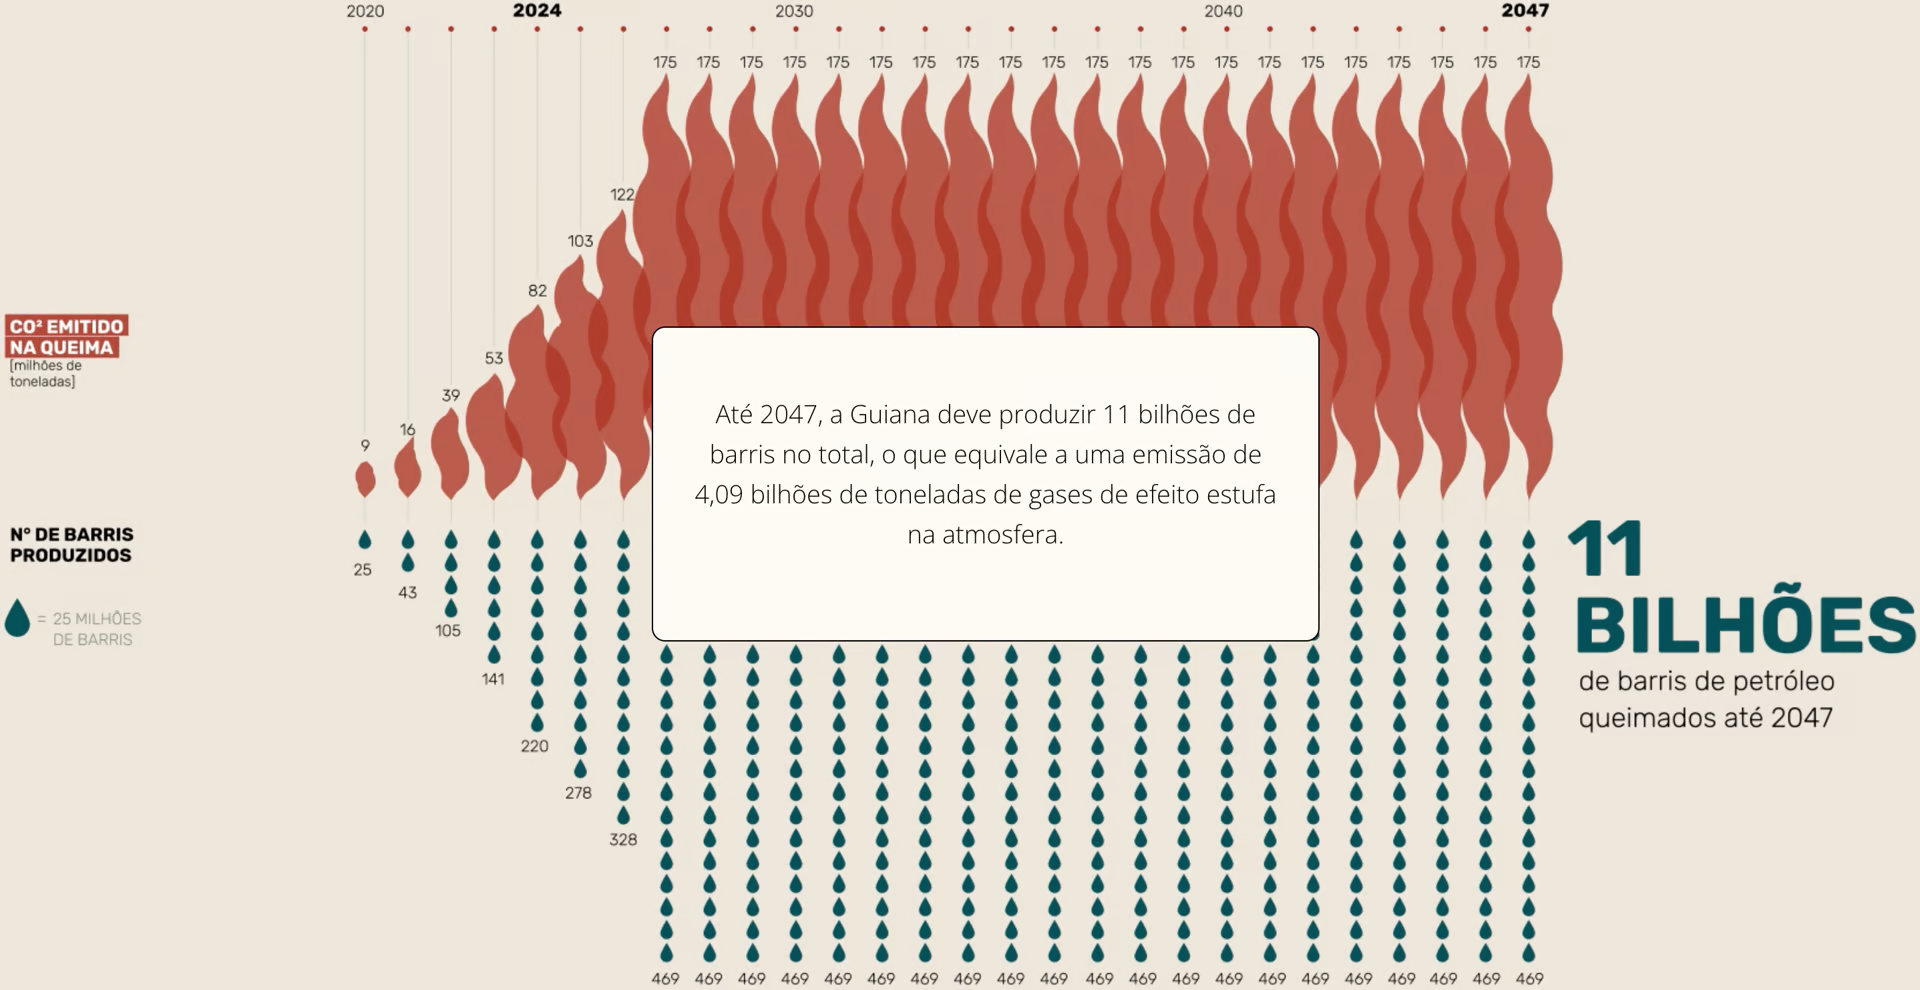 2020 2024 2030 2040 2047
175 175 175 175 175 175 175 175 175 175 175 175 175 175 175 175 175 175 175 175 175
122
103
82
53
39
16
9
CO² EMITIDO
NA QUEIMA
[milhões de
toneladas]
Até 2047, a Guiana deve produzir 11 bilhões de
barris no total, o que equivale a uma emissão de
4,09 bilhões de toneladas de gases de efeito estufa
na atmosfera.
Nº DE BARRIS
PRODUZIDOS
= 25 MILHÕES
DE BARRIS
25
43
105
141
220
278
328
469 469 469 469 469 469 469 469 469 469 469 469 469 469 469 469 469 469 469 469 469
11
BILHÕES
de barris de petróleo
queimados até 2047